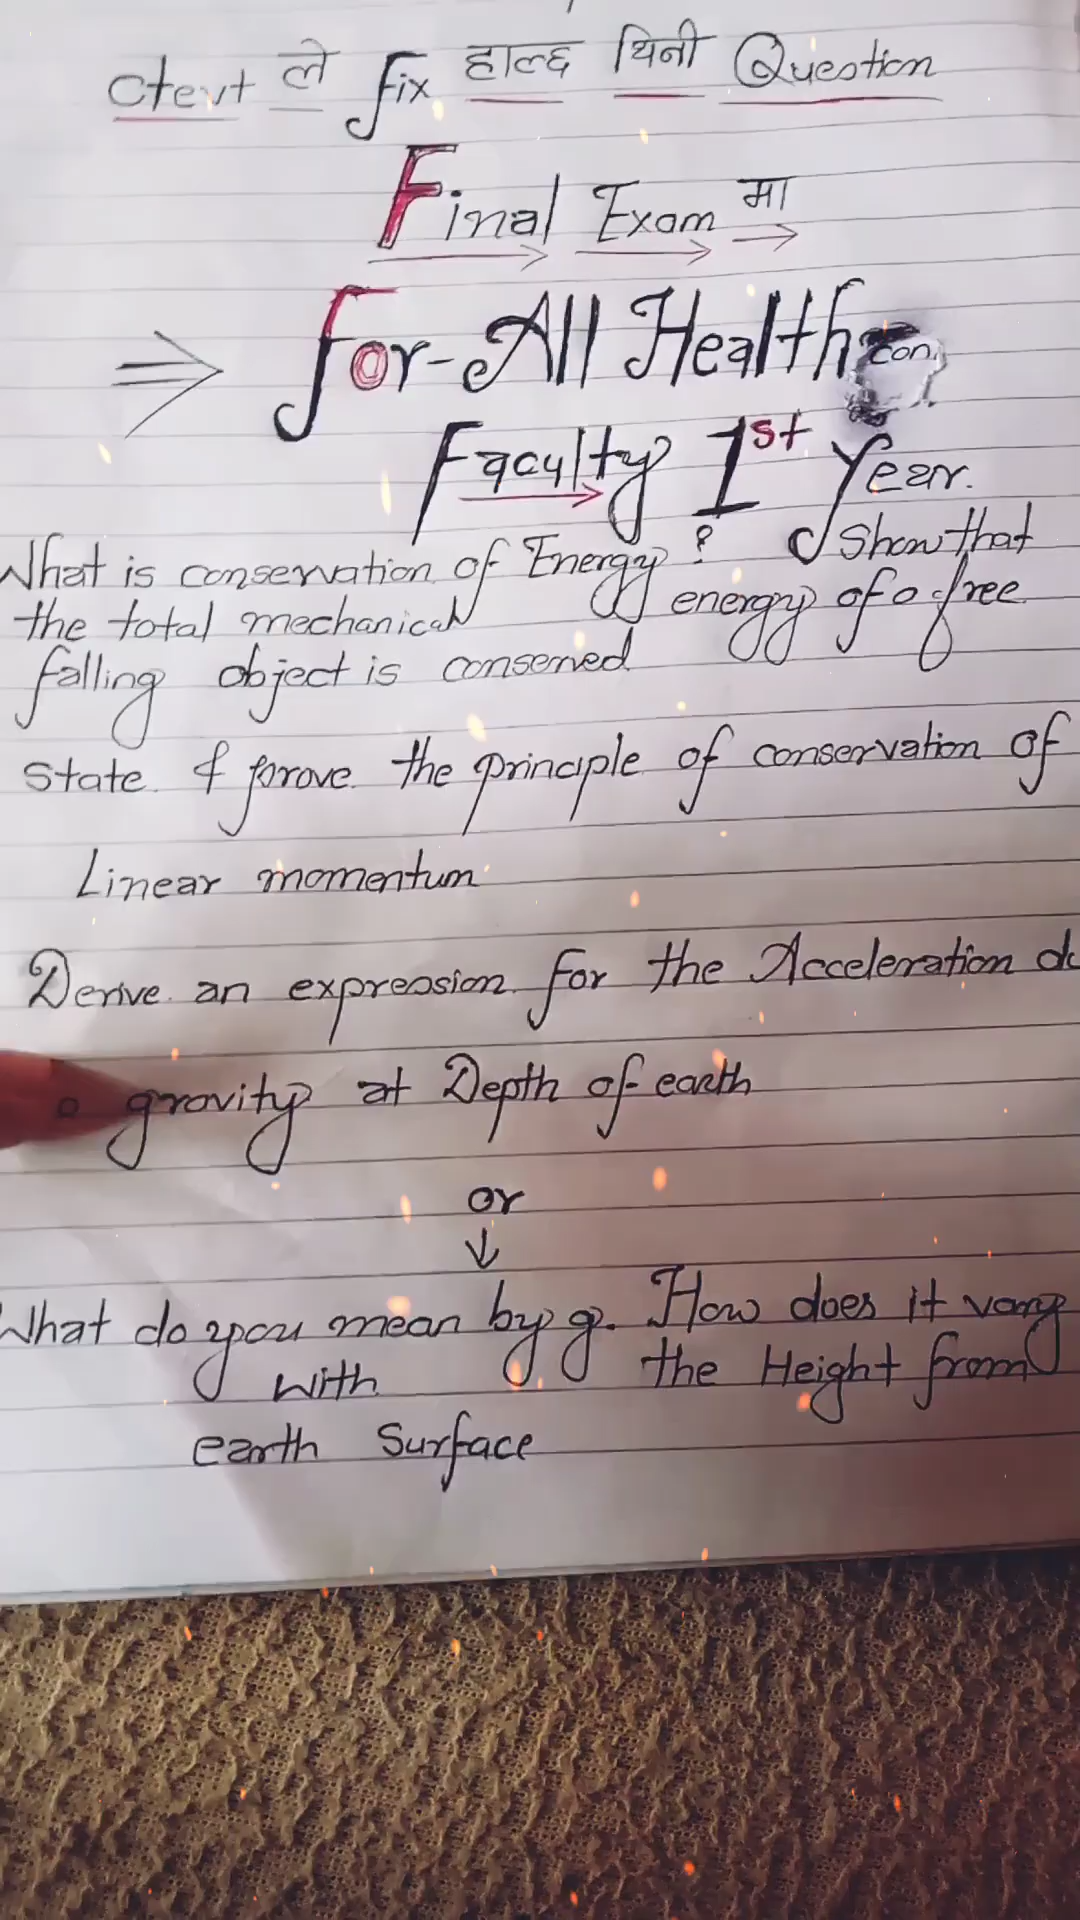 Ctevt ले fix हाल्छ यिनी Question
Final Exam मा
⇒ For-All Health con.
Faculty 1st Year.
What is conservation of Energy? Show that
the total mechanical energy of a free
falling object is conserved
State & prove the principle of conservation of
Linear momentum
Derive an expression for the Acceleration du
o gravity at Depth of earth
or
↓
What do you mean by g. How does it vary
with the Height from
earth Surface